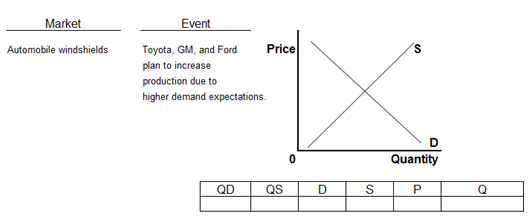 Market Event
Automobile windshields Toyota, GM, and Ford
plan to increase
production due to
higher demand expectations.
Price S
D
0 Quantity
QD QS D S P Q